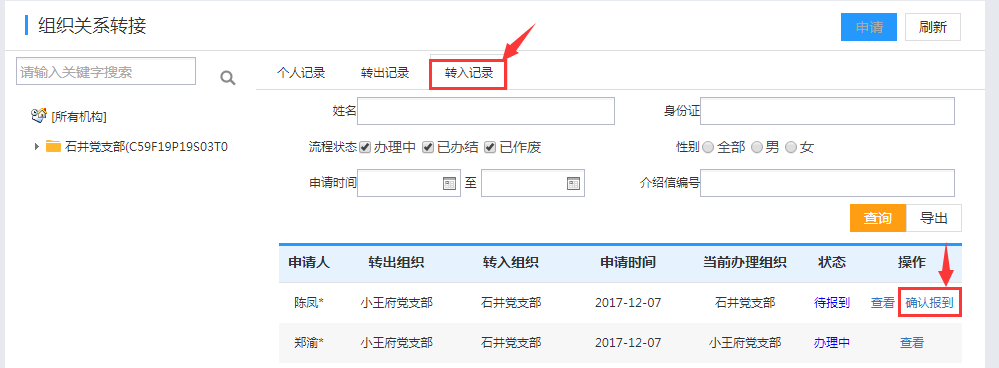 组织关系转接
申请 刷新
请输入关键字搜索
个人记录 转出记录 转入记录
[所有机构]
石井党支部(C59F19P19S03T0
姓名 身份证
流程状态 办理中 已办结 已作废 性别 全部 男 女
申请时间 至 介绍信编号
查询 导出
申请人 转出组织 转入组织 申请时间 当前办理组织 状态 操作
陈凤* 小王府党支部 石井党支部 2017-12-07 石井党支部 待报到 查看 确认报到
郑渝* 小王府党支部 石井党支部 2017-12-07 小王府党支部 办理中 查看